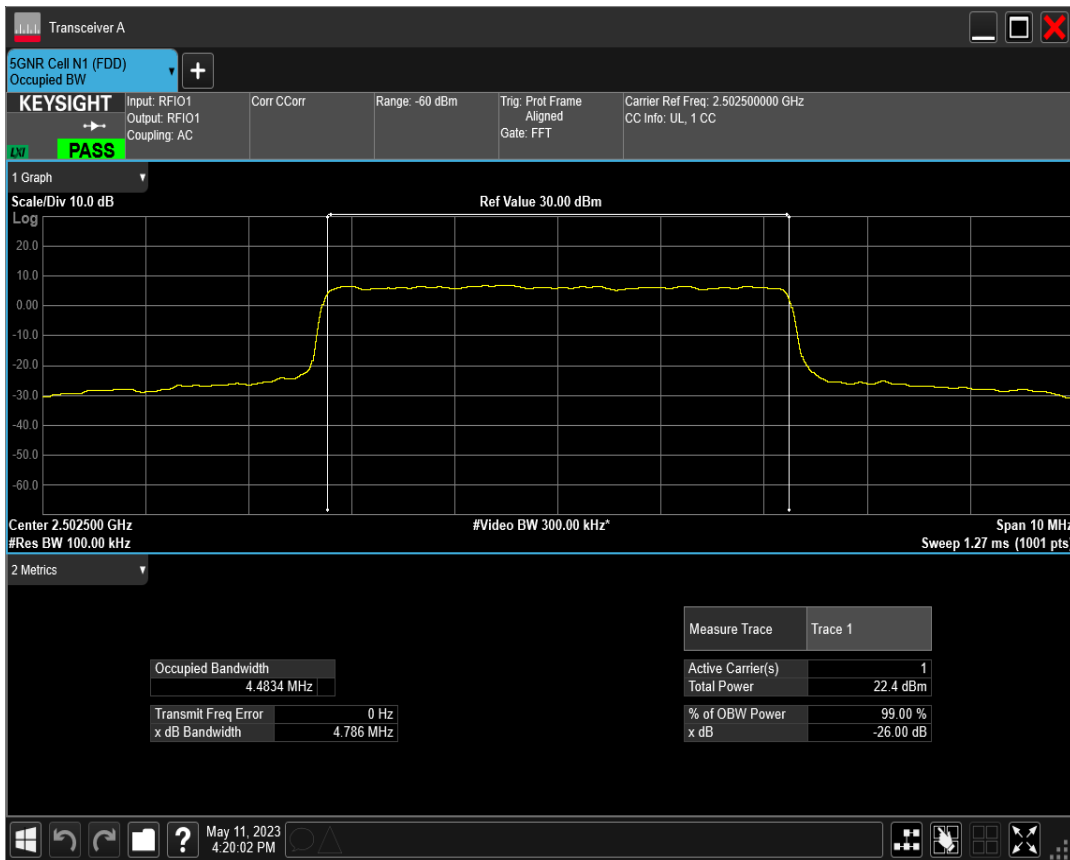 Transceiver A
5GNR Cell N1 (FDD)
Occupied BW
+
KEYSIGHT
LXI
PASS
Input: RFIO1
Output: RFIO1
Coupling: AC
Corr CCorr
Range: -60 dBm
Trig: Prot Frame
Aligned
Gate: FFT
Carrier Ref Freq: 2.502500000 GHz
CC Info: UL, 1 CC
1 Graph
Scale/Div 10.0 dB
Ref Value 30.00 dBm
Log
20.0
10.0
0.00
-10.0
-20.0
-30.0
-40.0
-50.0
-60.0
Center 2.502500 GHz
#Video BW 300.00 kHz*
Span 10 MHz
#Res BW 100.00 kHz
Sweep 1.27 ms (1001 pts)
2 Metrics
Measure Trace Trace 1
Occupied Bandwidth
4.4834 MHz
Active Carrier(s) 1
Total Power 22.4 dBm
Transmit Freq Error 0 Hz
x dB Bandwidth 4.786 MHz
% of OBW Power 99.00 %
x dB -26.00 dB
?
May 11, 2023
4:20:02 PM